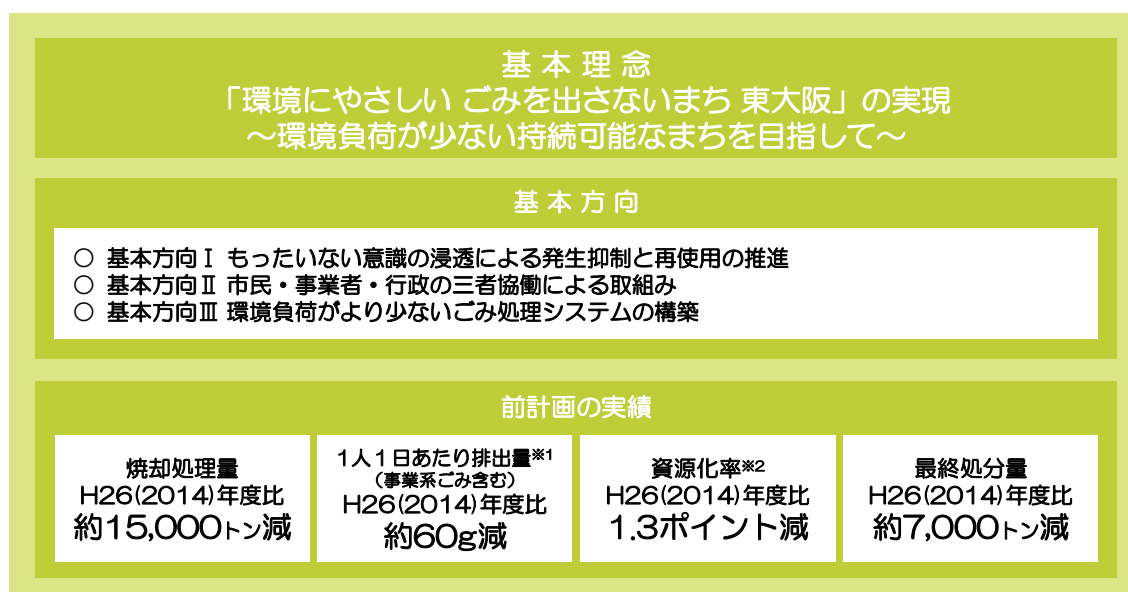 基本理念
「環境にやさしい ごみを出さないまち 東大阪」の実現
～環境負荷が少ない持続可能なまちを目指して～
基本方向
○ 基本方向Ⅰ もったいない意識の浸透による発生抑制と再使用の推進
○ 基本方向Ⅱ 市民・事業者・行政の三者協働による取組み
○ 基本方向Ⅲ 環境負荷がより少ないごみ処理システムの構築
前計画の実績
焼却処理量
H26(2014)年度比
約15,000トン減
1人1日あたり排出量※1
（事業系ごみ含む）
H26(2014)年度比
約60g減
資源化率※2
H26(2014)年度比
1.3ポイント減
最終処分量
H26(2014)年度比
約7,000トン減